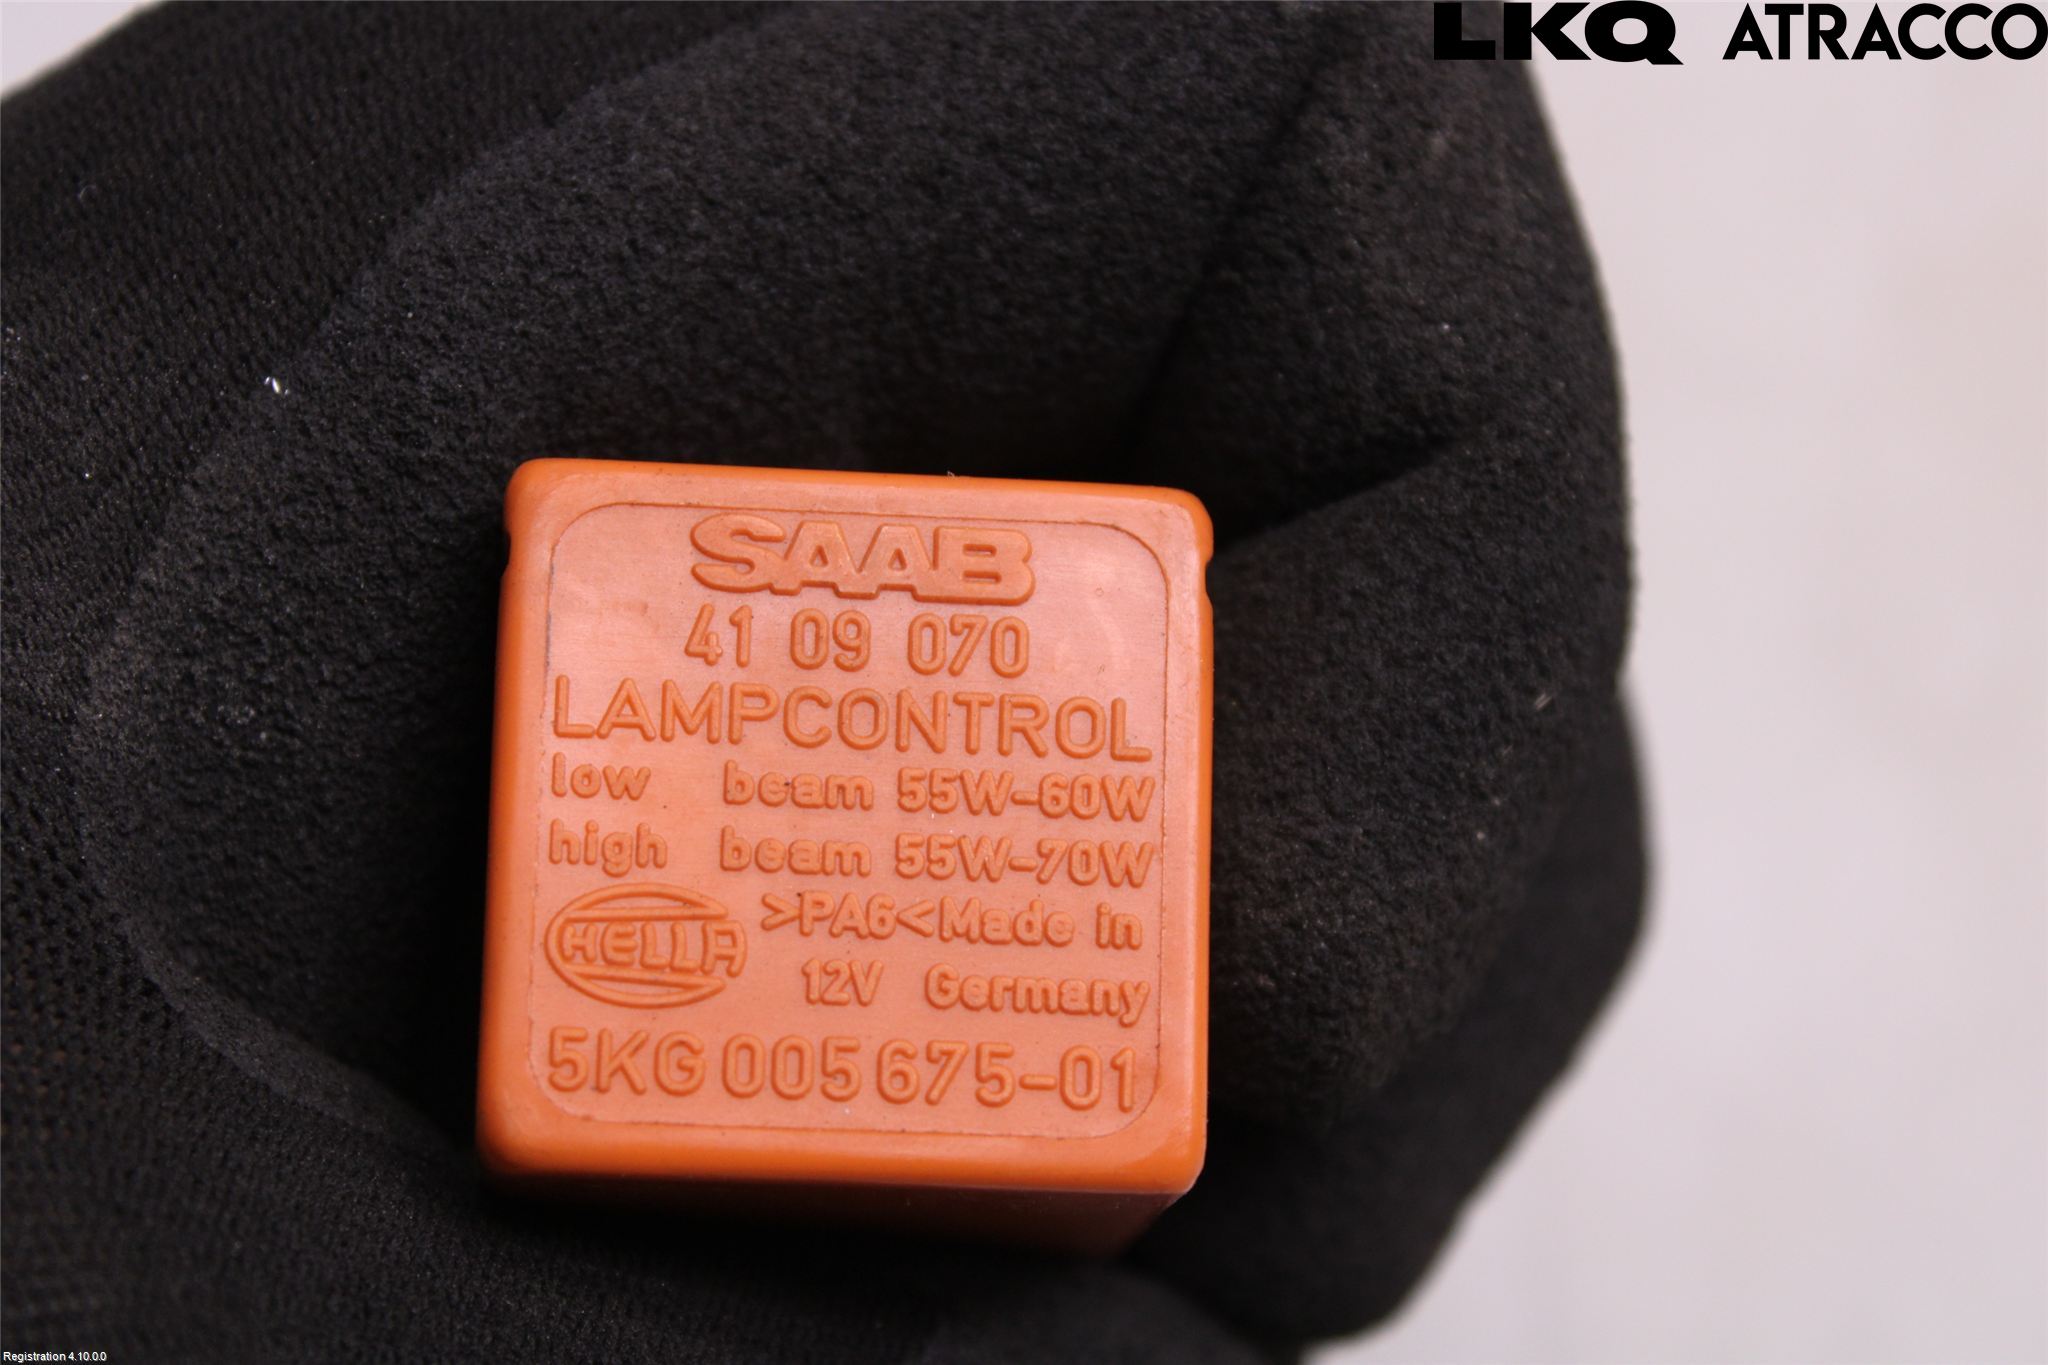 LKQ ATRACCO
SAAB
41 09 070
LAMPCONTROL
low beam 55W-60W
high beam 55W-70W
HELLA >PA6< Made in
12V Germany
5KG 005 675-01
Registration 4.10.0.0